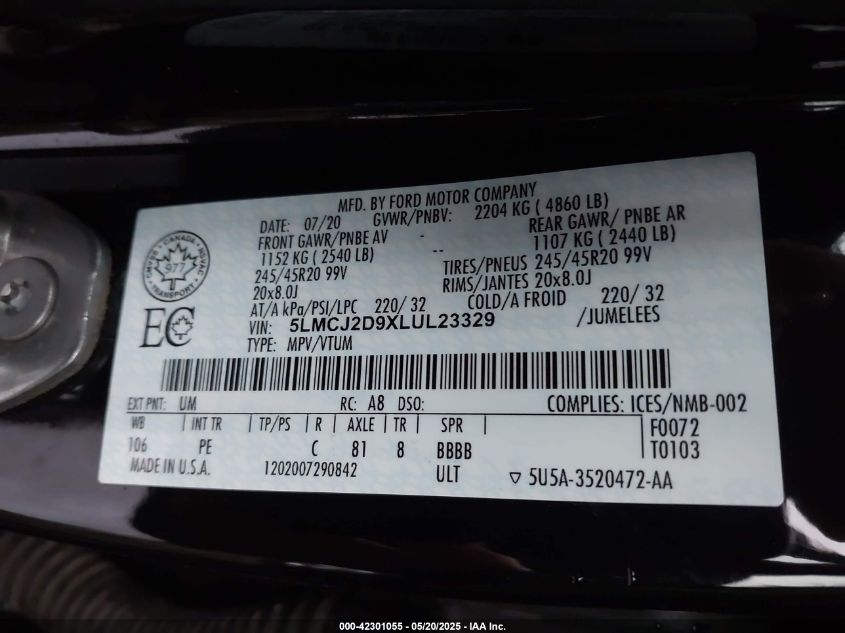 MFD. BY FORD MOTOR COMPANY
DATE: 07/20 GVWR/PNBV: 2204 KG ( 4860 LB)
FRONT GAWR/PNBE AV - REAR GAWR/ PNBE AR
1152 KG ( 2540 LB) -- 1107 KG ( 2440 LB)
245/45R20 99V TIRES/PNEUS 245/45R20 99V
20x8.0J RIMS/JANTES 20x8.0J
AT/A kPa/PSI/LPC 220/ 32 COLD/A FROID 220/ 32
VIN: 5LMCJ2D9XLUL23329 /JUMELEES
TYPE: MPV/VTUM
CANADA
977
TRANSPORT
EC
EXT PNT: UM RC: A8 DSO: COMPLIES: ICES/NMB-002
WB INT TR TP/PS R AXLE TR SPR F0072
106 PE C 81 8 BBBB T0103
MADE IN U.S.A. 1202007290842 ULT 5U5A-3520472-AA
000-42301055 - 05/20/2025 - IAA Inc.